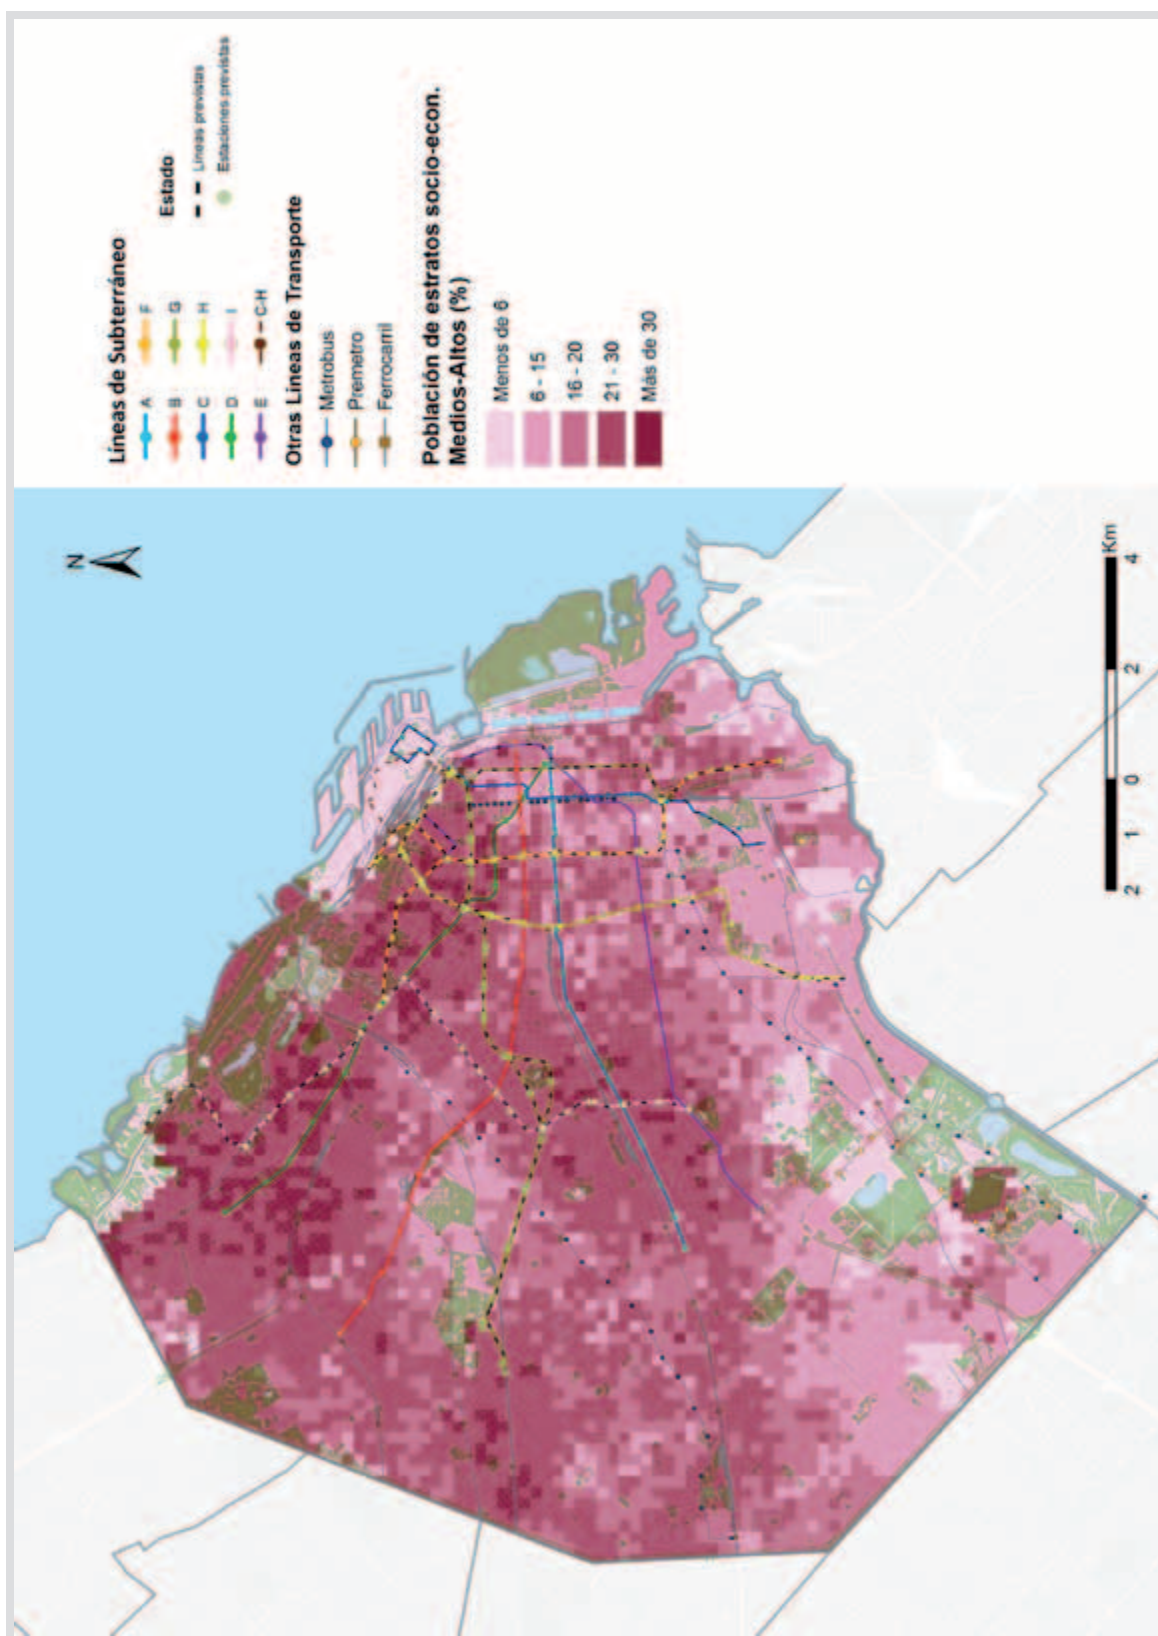 Líneas de Subterráneo
A
B
C
D
E
F
G
H
I
C-H
Estado
Líneas previstas
Estaciones previstas
Otras Líneas de Transporte
Metrobus
Premetro
Ferrocarril
Población de estratos socio-econ.
Medios-Altos (%)
Menos de 6
6 - 15
16 - 20
21 - 30
Más de 30
N
2 1 0 2 4
Km